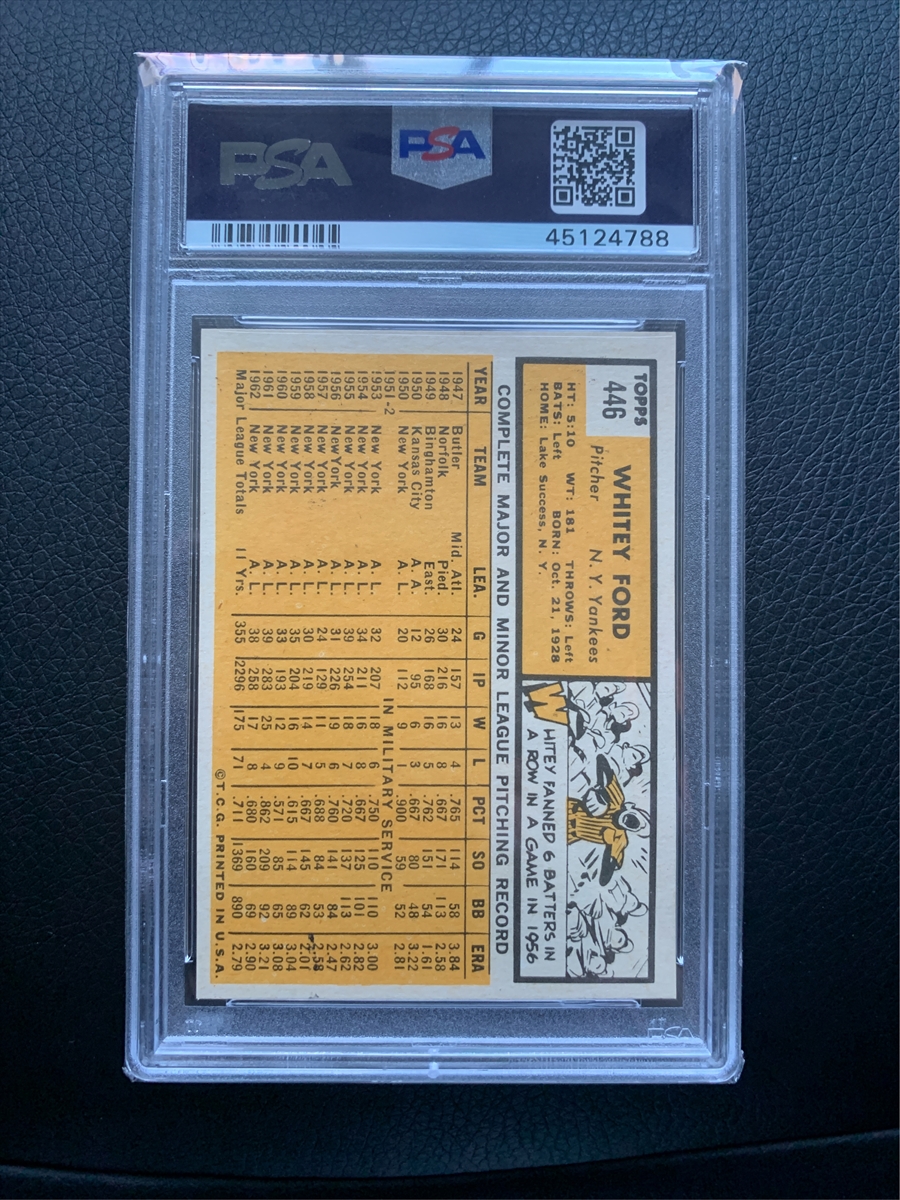 PSA PSA
45124788
TOPPS
446
WHITEY FORD
Pitcher N. Y. Yankees
HT: 5:10 WT: 181 THROWS: Left
BATS: Left BORN: Oct. 21, 1928
HOME: Lake Success, N. Y.
WHITEY FANNED 6 BATTERS IN
A ROW IN A GAME IN 1956
COMPLETE MAJOR AND MINOR LEAGUE PITCHING RECORD
YEAR TEAM LEA. G IP W L PCT SO BB ERA
1947 Butler Mid. Atl. 24 157 13 4 .765 114 58 3.84
1948 Norfolk Pied. 30 216 16 8 .667 171 113 2.58
1949 Binghamton East. 26 168 16 5 .762 151 54 1.61
1950 Kansas City A. A. 12 95 6 3 .667 80 48 3.22
1950 New York A. L. 20 112 9 1 .900 59 52 2.81
1951-2 IN MILITARY SERVICE
1953 New York A. L. 32 207 18 6 .750 110 110 3.00
1954 New York A. L. 34 211 16 8 .667 125 101 2.82
1955 New York A. L. 39 254 18 7 .720 137 113 2.62
1956 New York A. L. 31 226 19 6 .760 141 84 2.47
1957 New York A. L. 24 129 11 5 .688 84 53 2.58
1958 New York A. L. 30 219 14 7 .667 145 62 2.01
1959 New York A. L. 35 204 16 10 .615 114 89 3.04
1960 New York A. L. 33 193 12 9 .571 85 65 3.08
1961 New York A. L. 39 283 25 4 .862 209 92 3.21
1962 New York A. L. 38 258 17 8 .680 160 69 2.90
Major League Totals 11 Yrs. 355 2296 175 71 .711 1369 890 2.79
©T.C.G. PRINTED IN U.S.A.
PSA